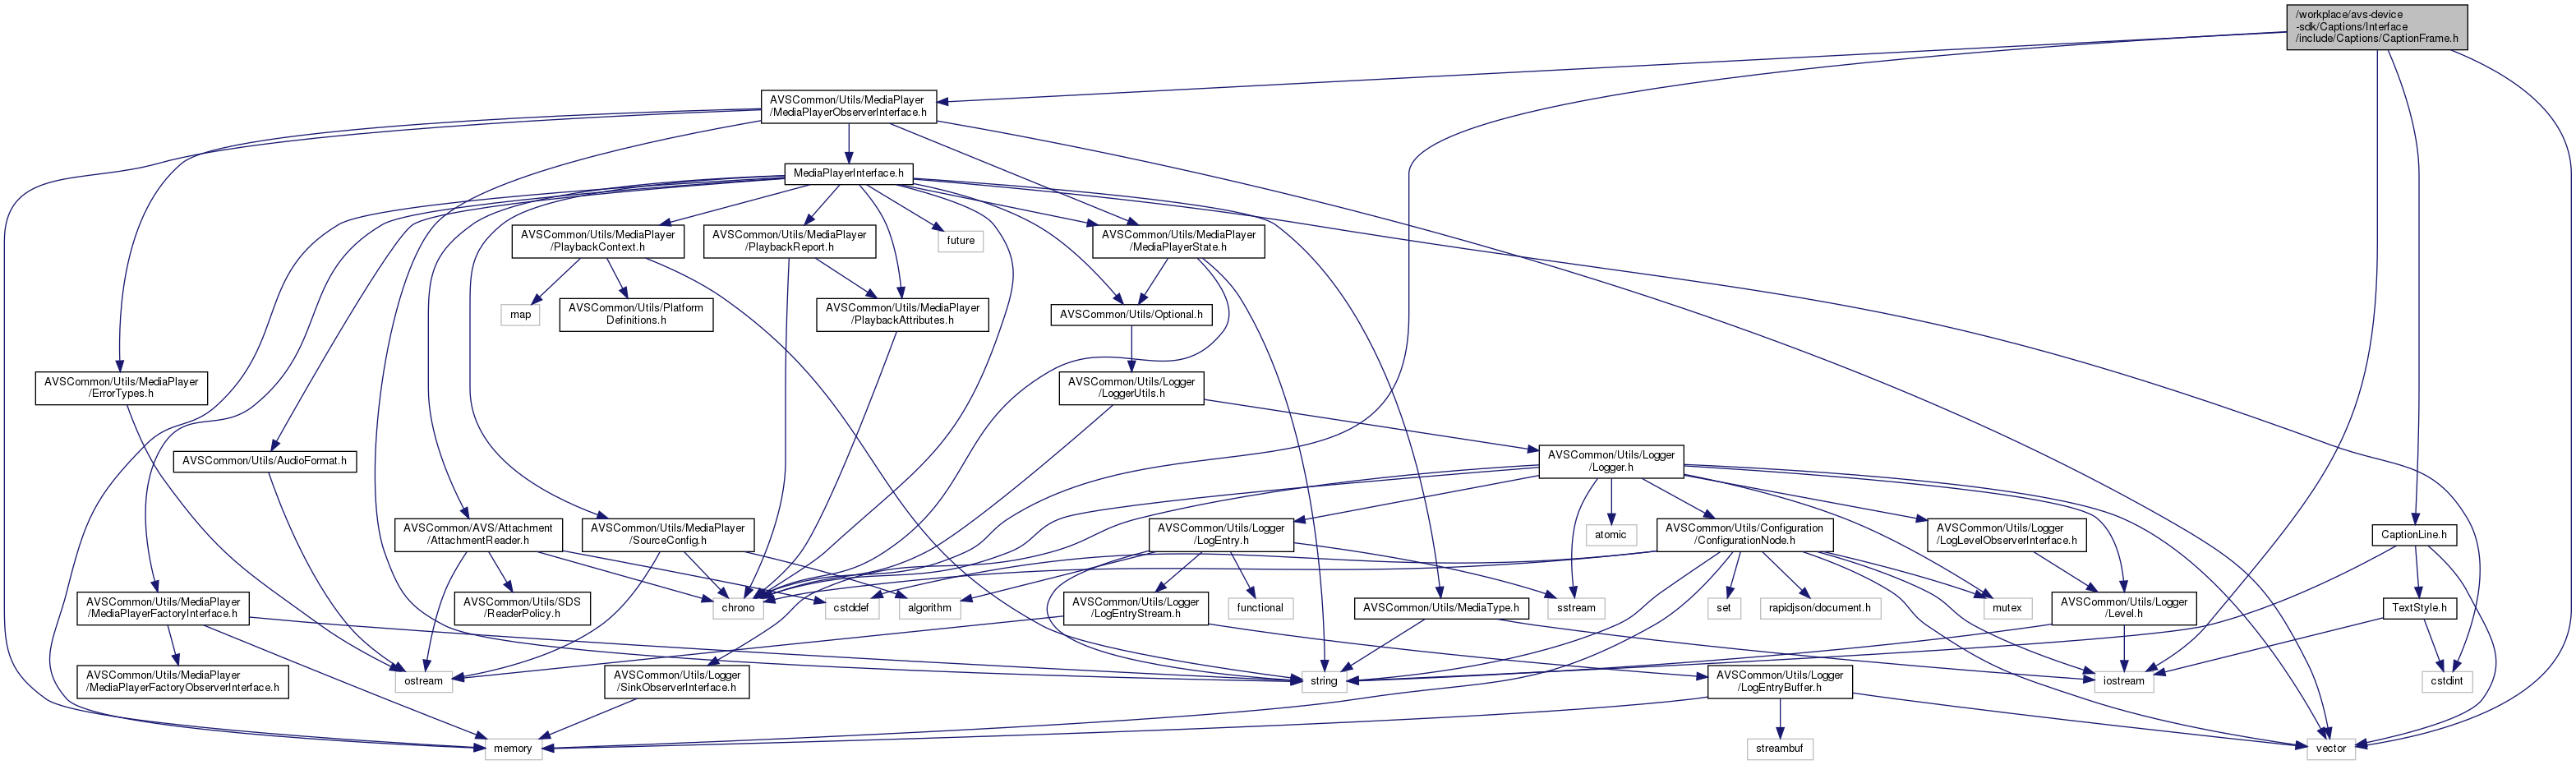 /workplace/avs-device
-sdk/Captions/Interface
/include/Captions/CaptionFrame.h
AVSCommon/Utils/MediaPlayer
/MediaPlayerObserverInterface.h
MediaPlayerInterface.h
AVSCommon/Utils/MediaPlayer
/PlaybackContext.h
AVSCommon/Utils/MediaPlayer
/PlaybackReport.h
future
AVSCommon/Utils/MediaPlayer
/MediaPlayerState.h
map
AVSCommon/Utils/Platform
Definitions.h
AVSCommon/Utils/MediaPlayer
/PlaybackAttributes.h
AVSCommon/Utils/Optional.h
AVSCommon/Utils/MediaPlayer
/ErrorTypes.h
AVSCommon/Utils/Logger
/LoggerUtils.h
AVSCommon/Utils/AudioFormat.h
AVSCommon/Utils/Logger
/Logger.h
AVSCommon/AVS/Attachment
/AttachmentReader.h
AVSCommon/Utils/MediaPlayer
/SourceConfig.h
AVSCommon/Utils/Logger
/LogEntry.h
atomic
AVSCommon/Utils/Configuration
/ConfigurationNode.h
AVSCommon/Utils/Logger
/LogLevelObserverInterface.h
CaptionLine.h
AVSCommon/Utils/MediaPlayer
/MediaPlayerFactoryInterface.h
AVSCommon/Utils/SDS
/ReaderPolicy.h
chrono
cstddef
algorithm
AVSCommon/Utils/Logger
/LogEntryStream.h
functional
AVSCommon/Utils/MediaType.h
sstream
set
rapidjson/document.h
mutex
AVSCommon/Utils/Logger
/Level.h
TextStyle.h
AVSCommon/Utils/MediaPlayer
/MediaPlayerFactoryObserverInterface.h
ostream
AVSCommon/Utils/Logger
/SinkObserverInterface.h
string
AVSCommon/Utils/Logger
/LogEntryBuffer.h
iostream
cstdint
memory
streambuf
vector